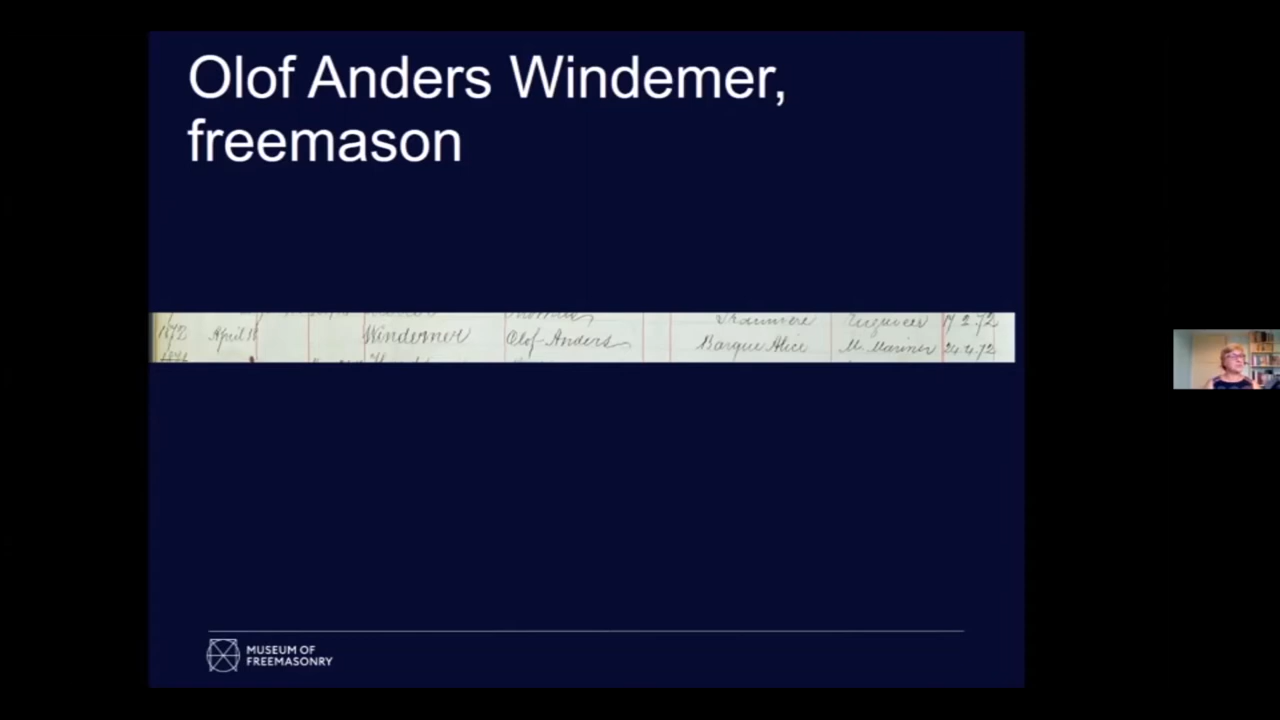 Olof Anders Windemer,
freemason
1872 April 18 Windermer Olof Anders Barque Alice M. Mariner 24.4.72
MUSEUM OF
FREEMASONRY